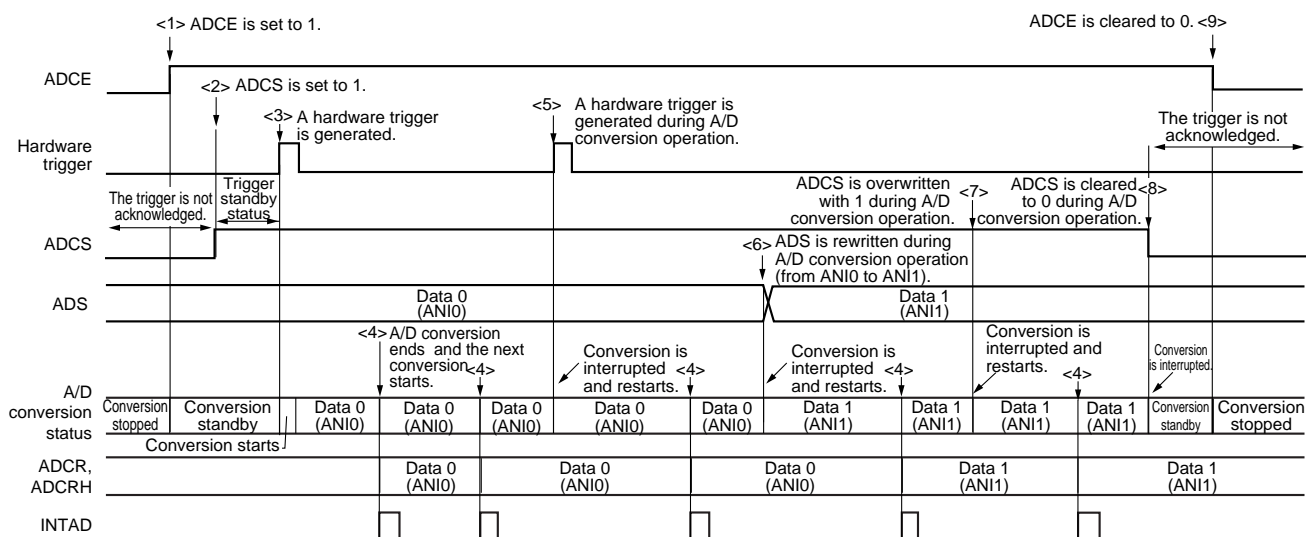 <1> ADCE is set to 1.
ADCE is cleared to 0. <9>
ADCE
<2> ADCS is set to 1.
<3> A hardware trigger
is generated.
<5> A hardware trigger is
generated during A/D
conversion operation.
The trigger is not
acknowledged.
Hardware
trigger
The trigger is not
acknowledged.
Trigger
standby
status
ADCS is overwritten
with 1 during A/D
conversion operation.
<7>
ADCS is cleared
to 0 during A/D
conversion operation.
<8>
ADCS
<6> ADS is rewritten during
A/D conversion operation
(from ANI0 to ANI1).
ADS
Data 0
(ANI0)
Data 1
(ANI1)
<4> A/D conversion
ends and the next
conversion
starts.
<4>
Conversion is
interrupted
and restarts.
<4>
Conversion is
interrupted
and restarts.
<4>
Conversion is
interrupted and
restarts.
<4>
Conversion
is interrupted.
A/D
conversion
status
Conversion
stopped
Conversion
standby
Conversion starts
Data 0
(ANI0)
Data 0
(ANI0)
Data 0
(ANI0)
Data 0
(ANI0)
Data 0
(ANI0)
Data 1
(ANI1)
Data 1
(ANI1)
Data 1
(ANI1)
Data 1
(ANI1)
Conversion
standby
Conversion
stopped
ADCR,
ADCRH
Data 0
(ANI0)
Data 0
(ANI0)
Data 0
(ANI0)
Data 1
(ANI1)
Data 1
(ANI1)
INTAD